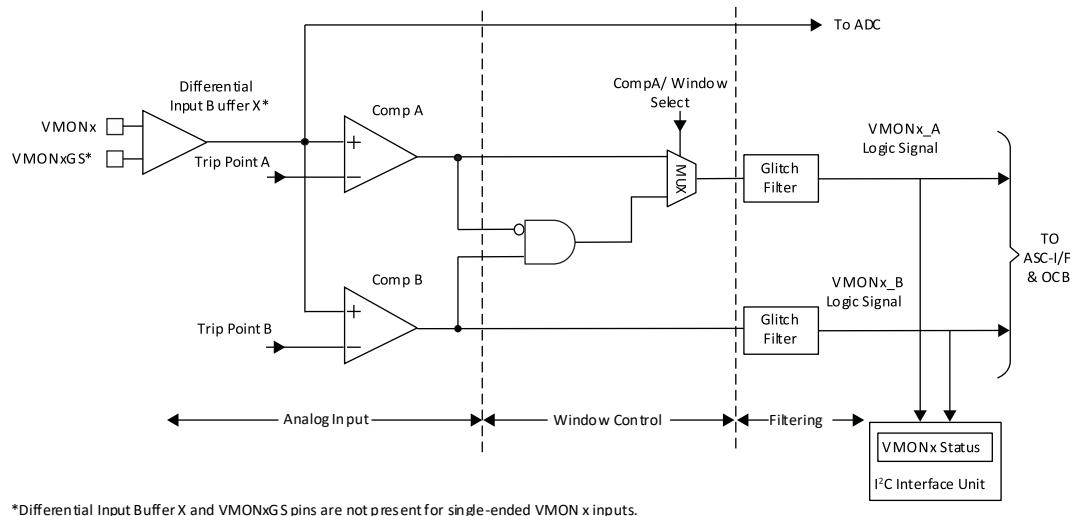 To ADC
Differential
Input Buffer X*
Comp A
CompA/ Window
Select
VMONx
VMONxGS*
Trip Point A
MUX
Glitch
Filter
VMONx_A
Logic Signal
TO
ASC-I/F
& OCB
Comp B
VMONx_B
Logic Signal
Trip Point B
Glitch
Filter
Analog Input
Window Control
Filtering
VMONx Status
I²C Interface Unit
*Differential Input Buffer X and VMONxGS pins are not present for single-ended VMON x inputs.